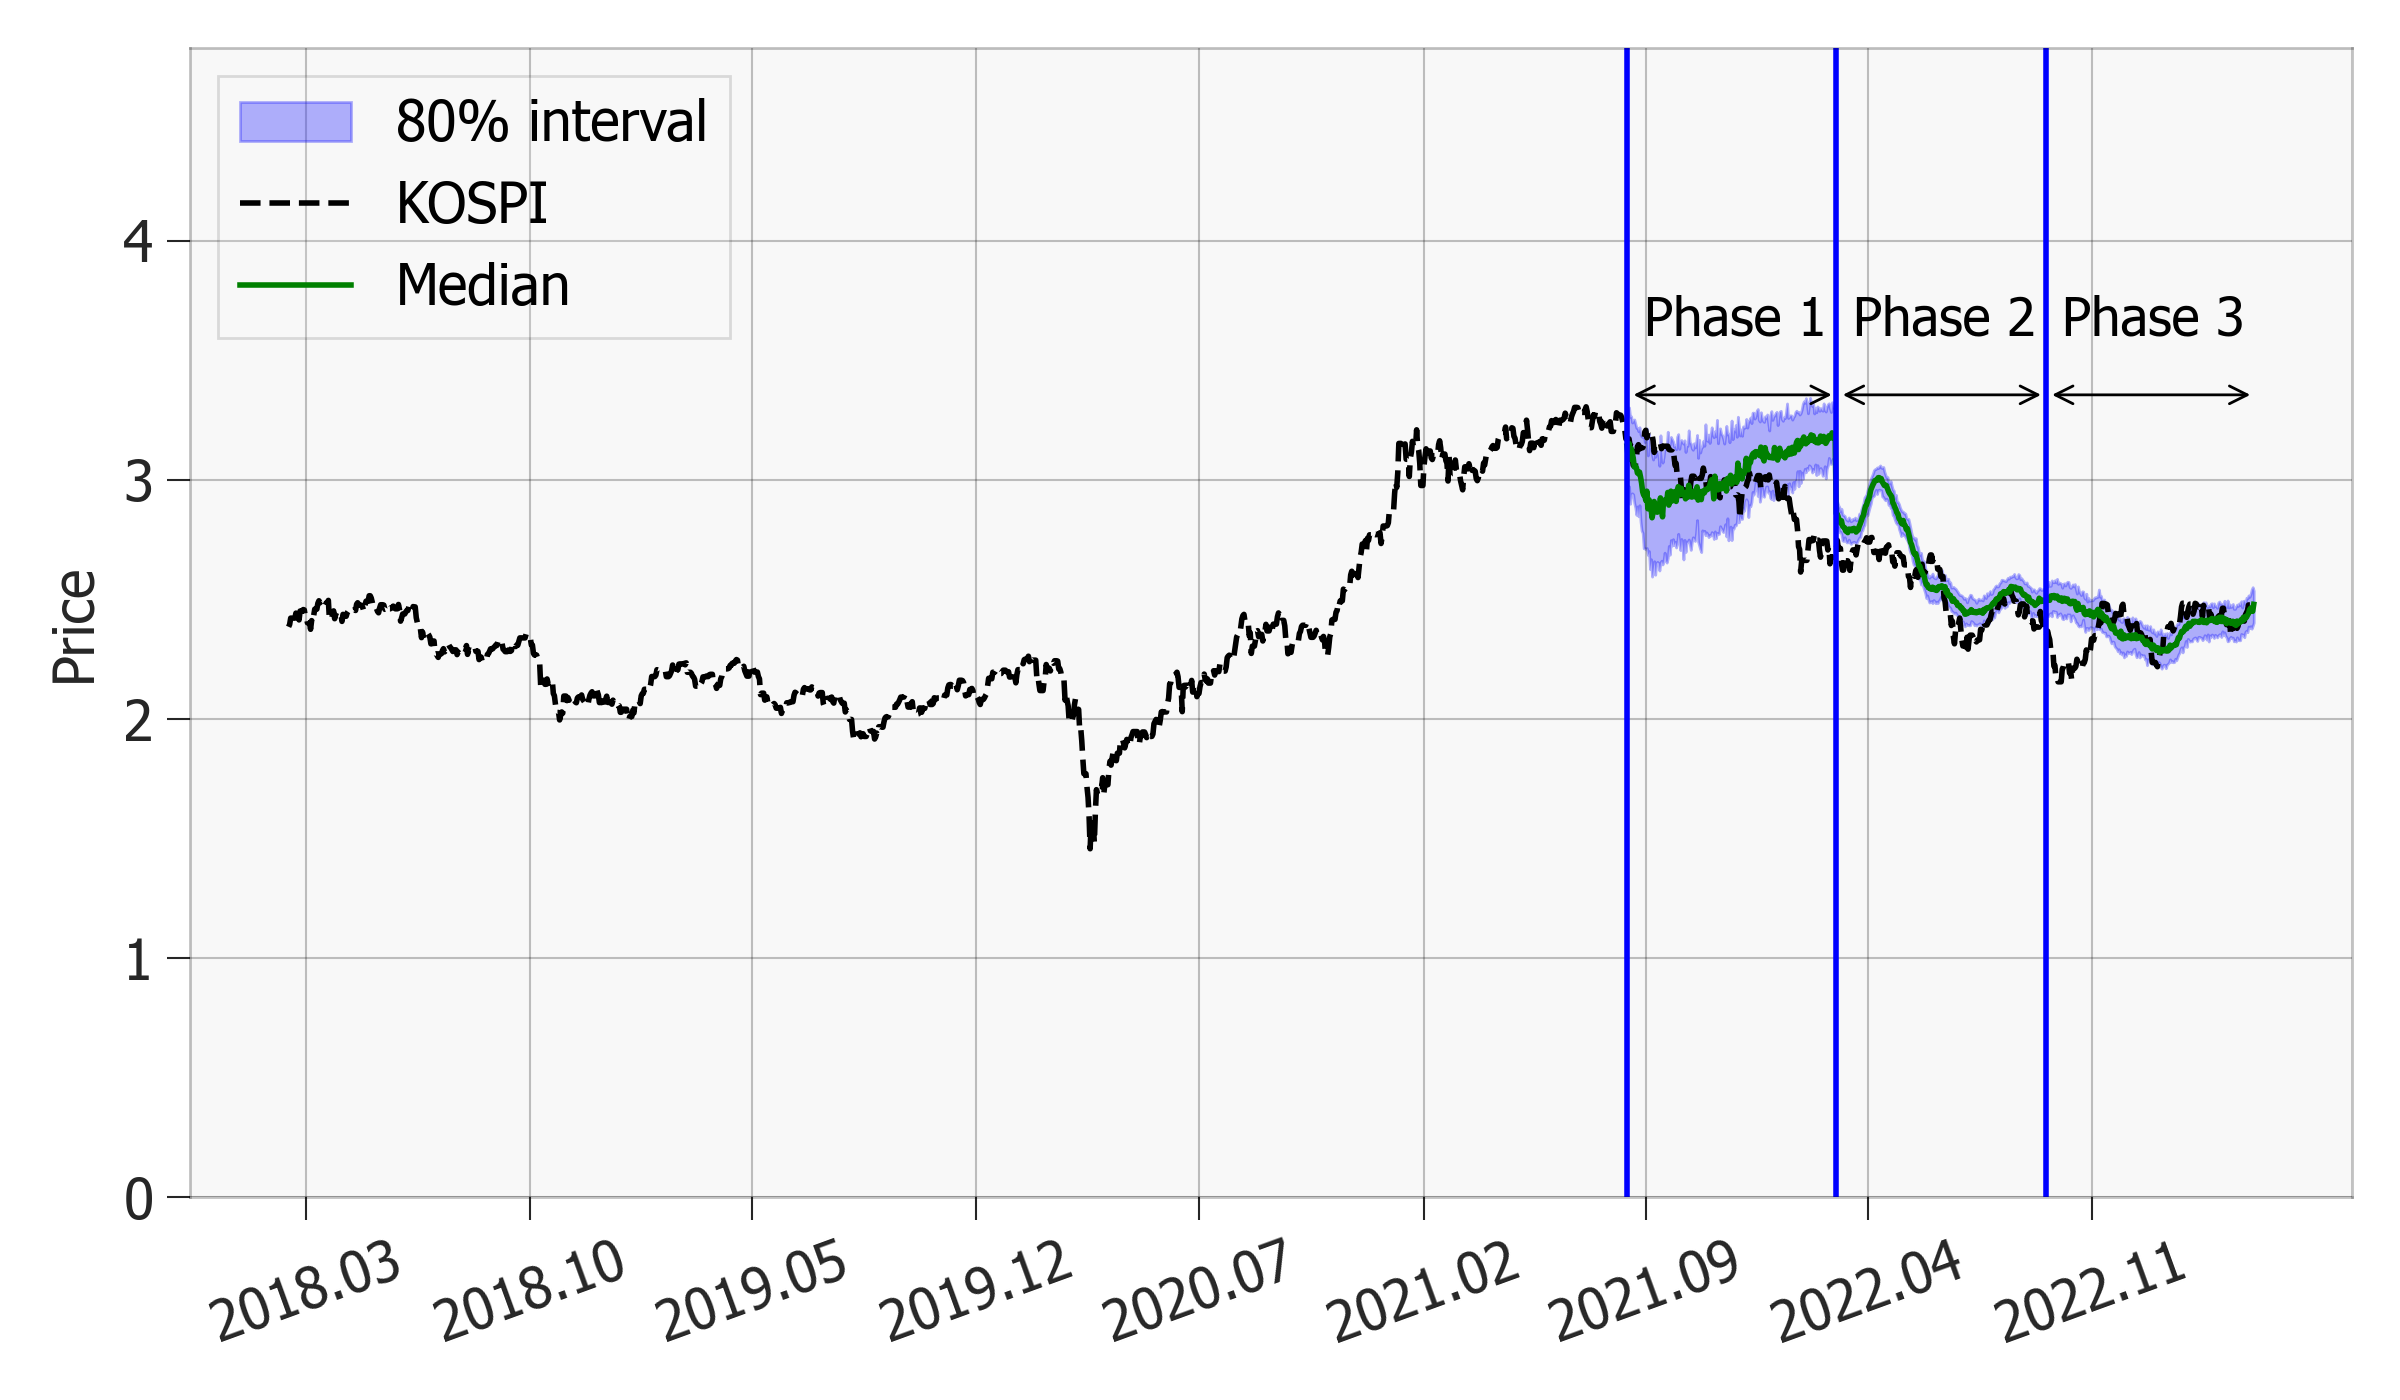 80% interval
KOSPI
Median
Phase 1
Phase 2
Phase 3
Price
4
3
2
1
0
2018.03
2018.10
2019.05
2019.12
2020.07
2021.02
2021.09
2022.04
2022.11